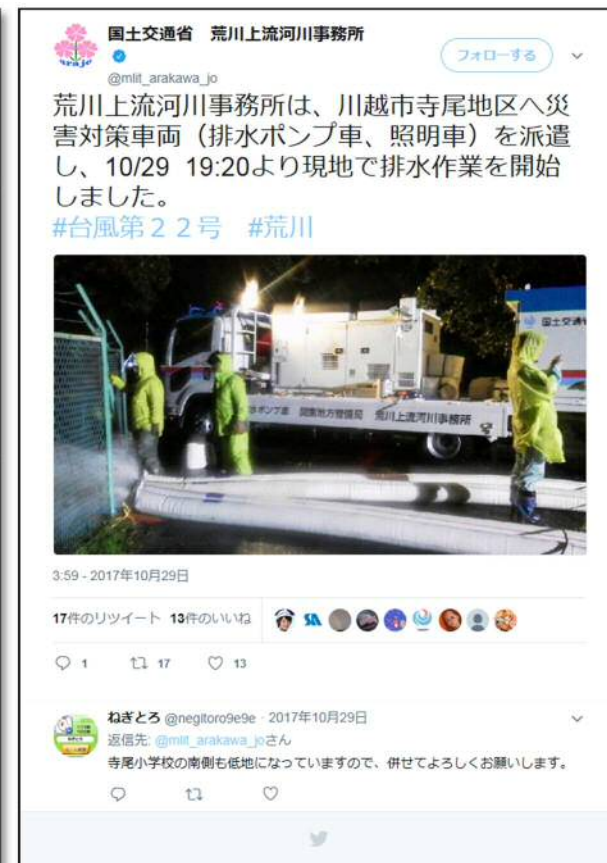 国土交通省　荒川上流河川事務所
フォローする
arajo
@mlit_arakawa_jo
荒川上流河川事務所は、川越市寺尾地区へ災
害対策車両（排水ポンプ車、照明車）を派遣
し、10/29 19:20より現地で排水作業を開始
しました。
#台風第２２号　#荒川
国土交通省
排水ポンプ車　関東地方整備局　荒川上流河川事務所
3:59 - 2017年10月29日
17件のリツイート 13件のいいね
1 17 13
ねぎとろ @negitoro9e9e · 2017年10月29日
返信先: @mlit_arakawa_joさん
寺尾小学校の南側も低地になっていますので、併せてよろしくお願いします。